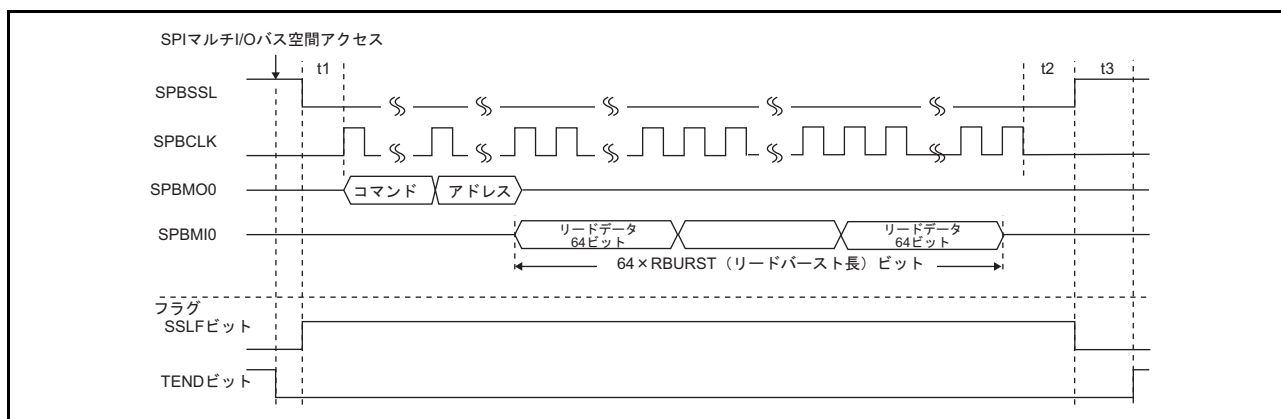 SPIマルチI/Oバス空間アクセス
t1
t2
t3
SPBSSL
SPBCLK
SPBMO0
コマンド
アドレス
SPBMI0
リードデータ
64ビット
リードデータ
64ビット
64×RBURST（リードバースト長）ビット
フラグ
SSLFビット
TENDビット